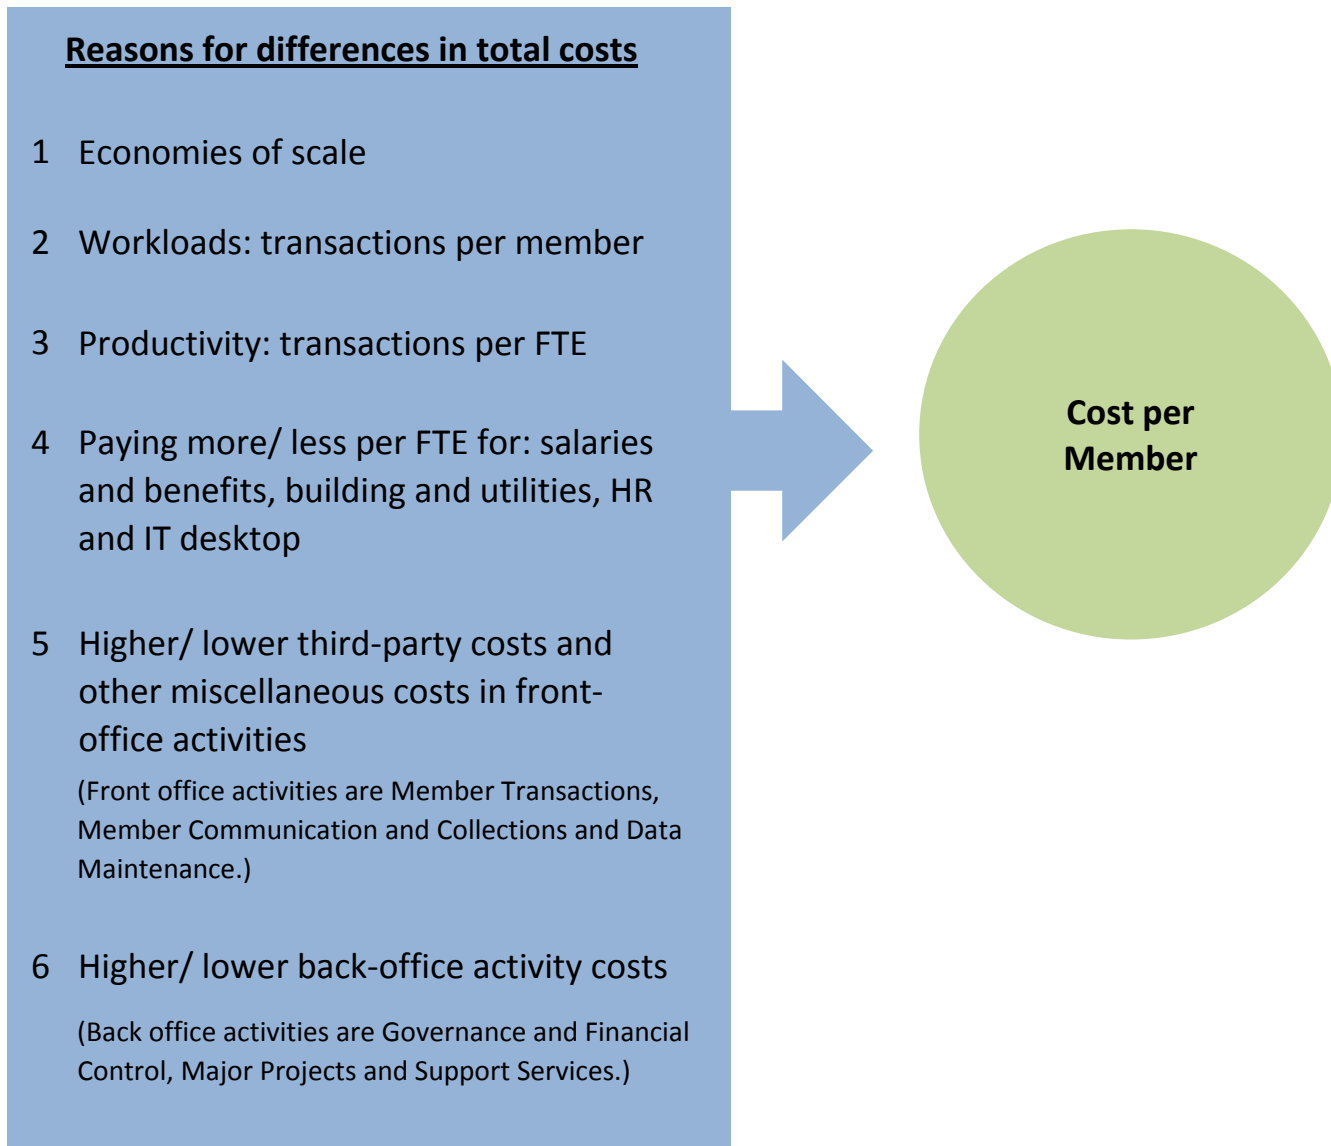 Reasons for differences in total costs
1 Economies of scale
2 Workloads: transactions per member
3 Productivity: transactions per FTE
4 Paying more/ less per FTE for: salaries
and benefits, building and utilities, HR
and IT desktop
5 Higher/ lower third-party costs and
other miscellaneous costs in front-
office activities
(Front office activities are Member Transactions,
Member Communication and Collections and Data
Maintenance.)
6 Higher/ lower back-office activity costs
(Back office activities are Governance and Financial
Control, Major Projects and Support Services.)
Cost per
Member